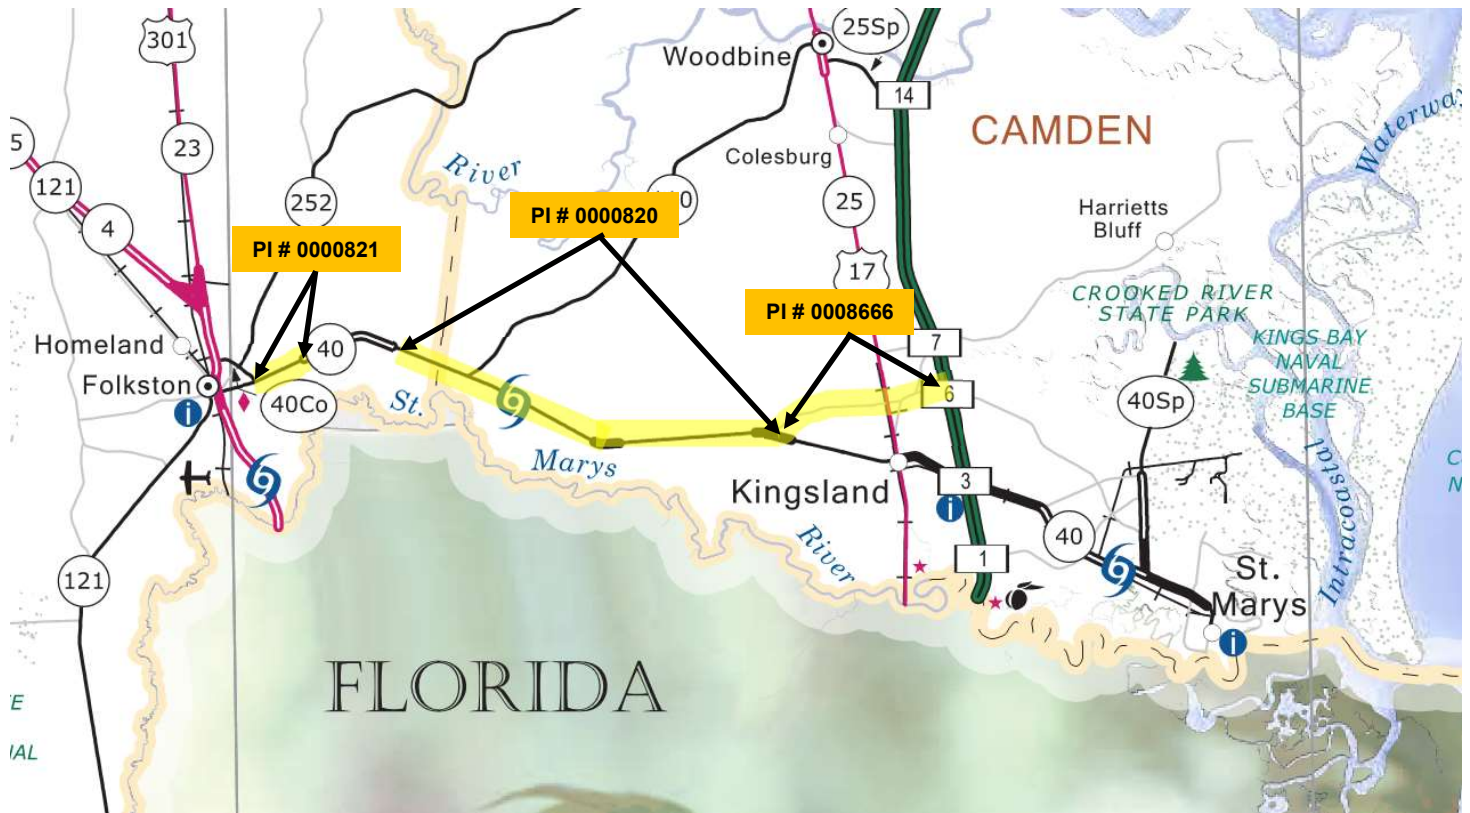 301
25Sp
Woodbine
14
5
23
CAMDEN
Waterway
Colesburg
River
121
252
25
4
PI # 0000820
Harrietts
Bluff
PI # 0000821
17
CROOKED RIVER
STATE PARK
PI # 0008666
KINGS BAY
NAVAL
SUBMARINE
BASE
Homeland
40
7
Folkston
6
40Sp
40Co
St.
i
Marys
Kingsland
3
i
Intracoastal
River
40
1
121
St.
Marys
i
FLORIDA